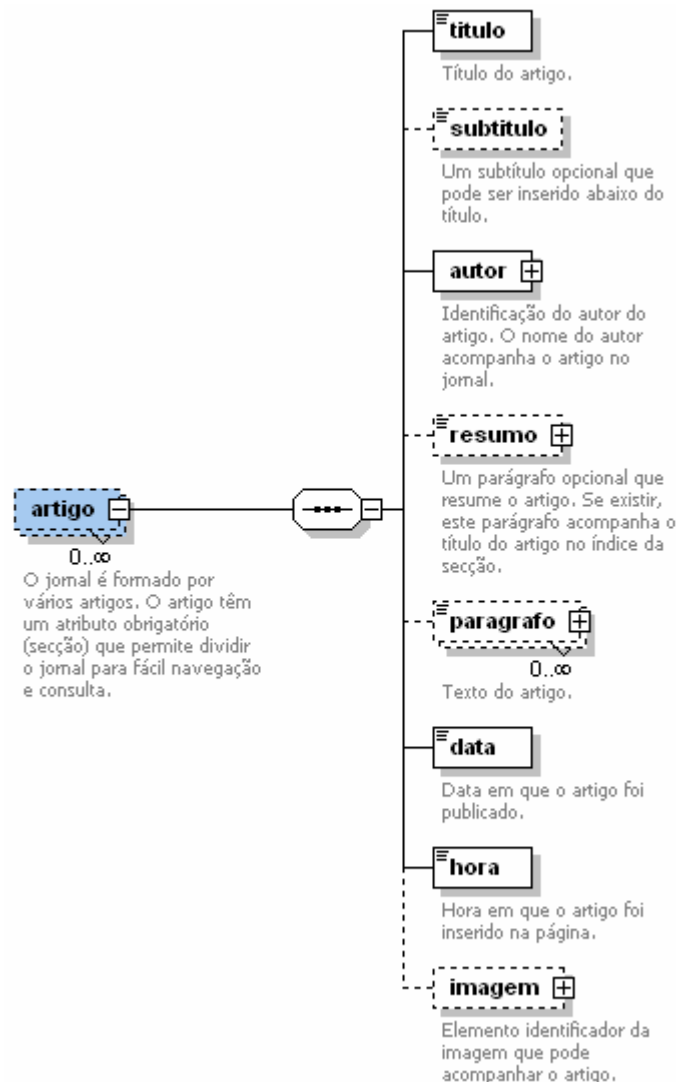 titulo
Título do artigo.
subtitulo
Um subtítulo opcional que
pode ser inserido abaixo do
título.
autor
Identificação do autor do
artigo. O nome do autor
acompanha o artigo no
jornal.
resumo
Um parágrafo opcional que
resume o artigo. Se existir,
este parágrafo acompanha o
título do artigo no índice da
secção.
artigo
0..∞
O jornal é formado por
vários artigos. O artigo têm
um atributo obrigatório
(secção) que permite dividir
o jornal para fácil navegação
e consulta.
paragrafo
0..∞
Texto do artigo.
data
Data em que o artigo foi
publicado.
hora
Hora em que o artigo foi
inserido na página.
imagem
Elemento identificador da
imagem que pode
acompanhar o artigo.